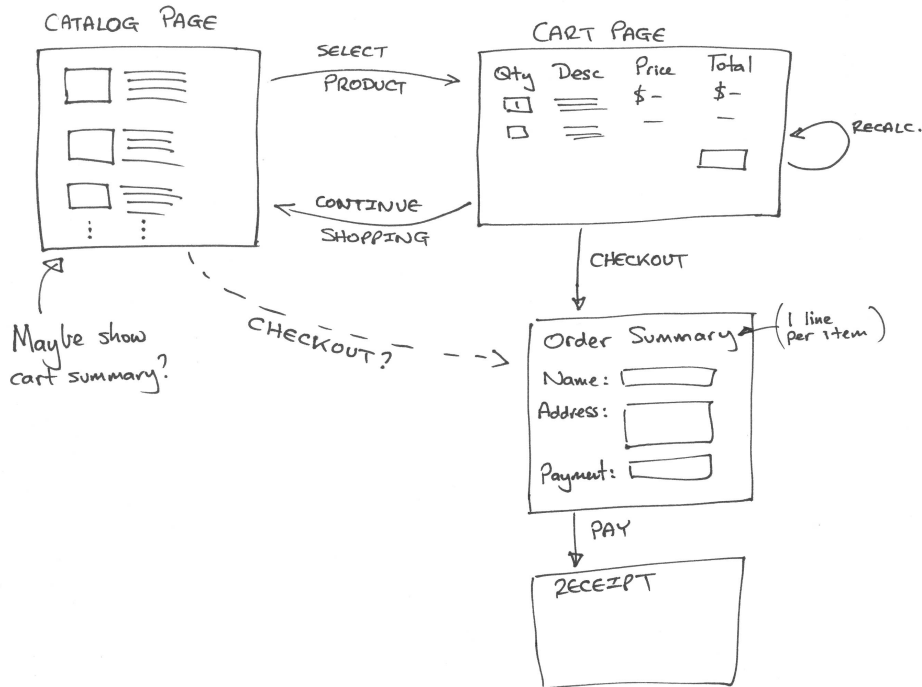 CATALOG PAGE
SELECT
PRODUCT
CONTINUE
SHOPPING
CART PAGE
Qty Desc Price Total
1 $- $-
- -
RECALC.
CHECKOUT
CHECKOUT?
Maybe show
cart summary?
Order Summary
(1 line
per item)
Name:
Address:
Payment:
PAY
RECEIPT